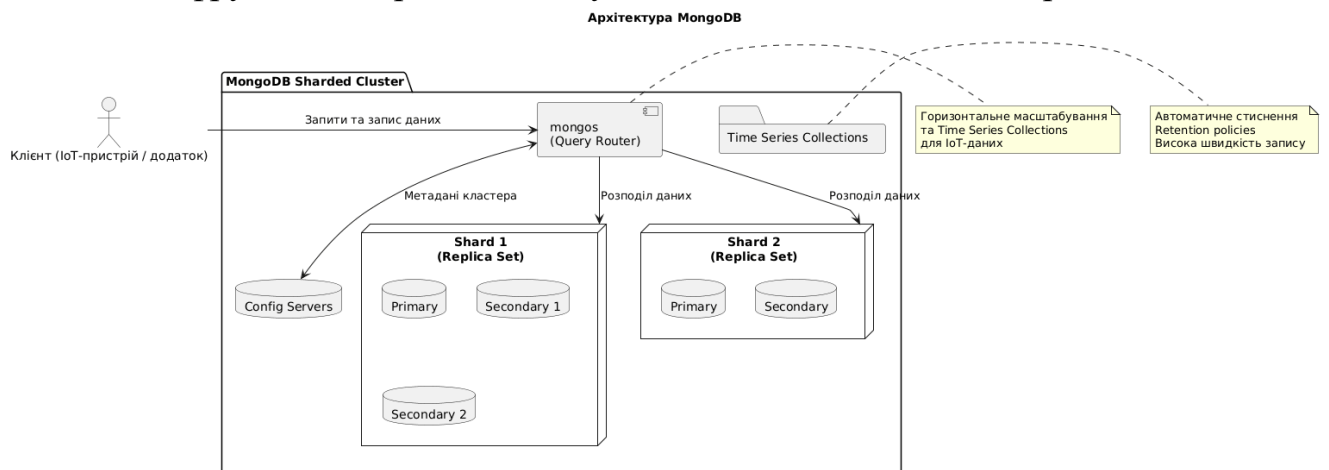 Архітектура MongoDB
MongoDB Sharded Cluster
Клієнт (IoT-пристрій / додаток)
Запити та запис даних
mongos
(Query Router)
Time Series Collections
Горизонтальне масштабування
та Time Series Collections
для IoT-даних
Автоматичне стиснення
Retention policies
Висока швидкість запису
Метадані кластера
Розподіл даних
Розподіл даних
Config Servers
Shard 1
(Replica Set)
Primary
Secondary 1
Secondary 2
Shard 2
(Replica Set)
Primary
Secondary